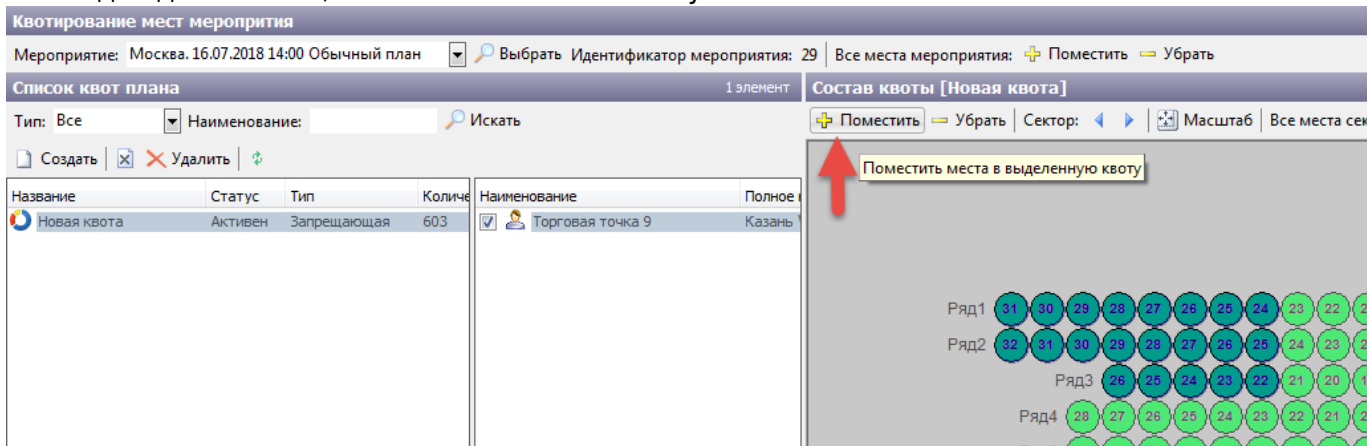 Квотирование мест меропрития
Мероприятие: Москва. 16.07.2018 14:00 Обычный план Выбрать Идентификатор мероприятия: 29 Все места мероприятия: Поместить Убрать
Список квот плана 1 элемент
Состав квоты [Новая квота]
Тип: Все Наименование: Искать
Поместить Убрать Сектор: Масштаб Все места сек
Создать Удалить
Поместить места в выделенную квоту
Название Статус Тип Количе Наименование Полное
Новая квота Активен Запрещающая 603 Торговая точка 9 Казань
Ряд1 31 30 29 28 27 26 25 24 23 22 2
Ряд2 32 31 30 29 28 27 26 25 24 23 2
Ряд3 26 25 24 23 22 21 20 1
Ряд4 28 27 26 25 24 23 22 21 2